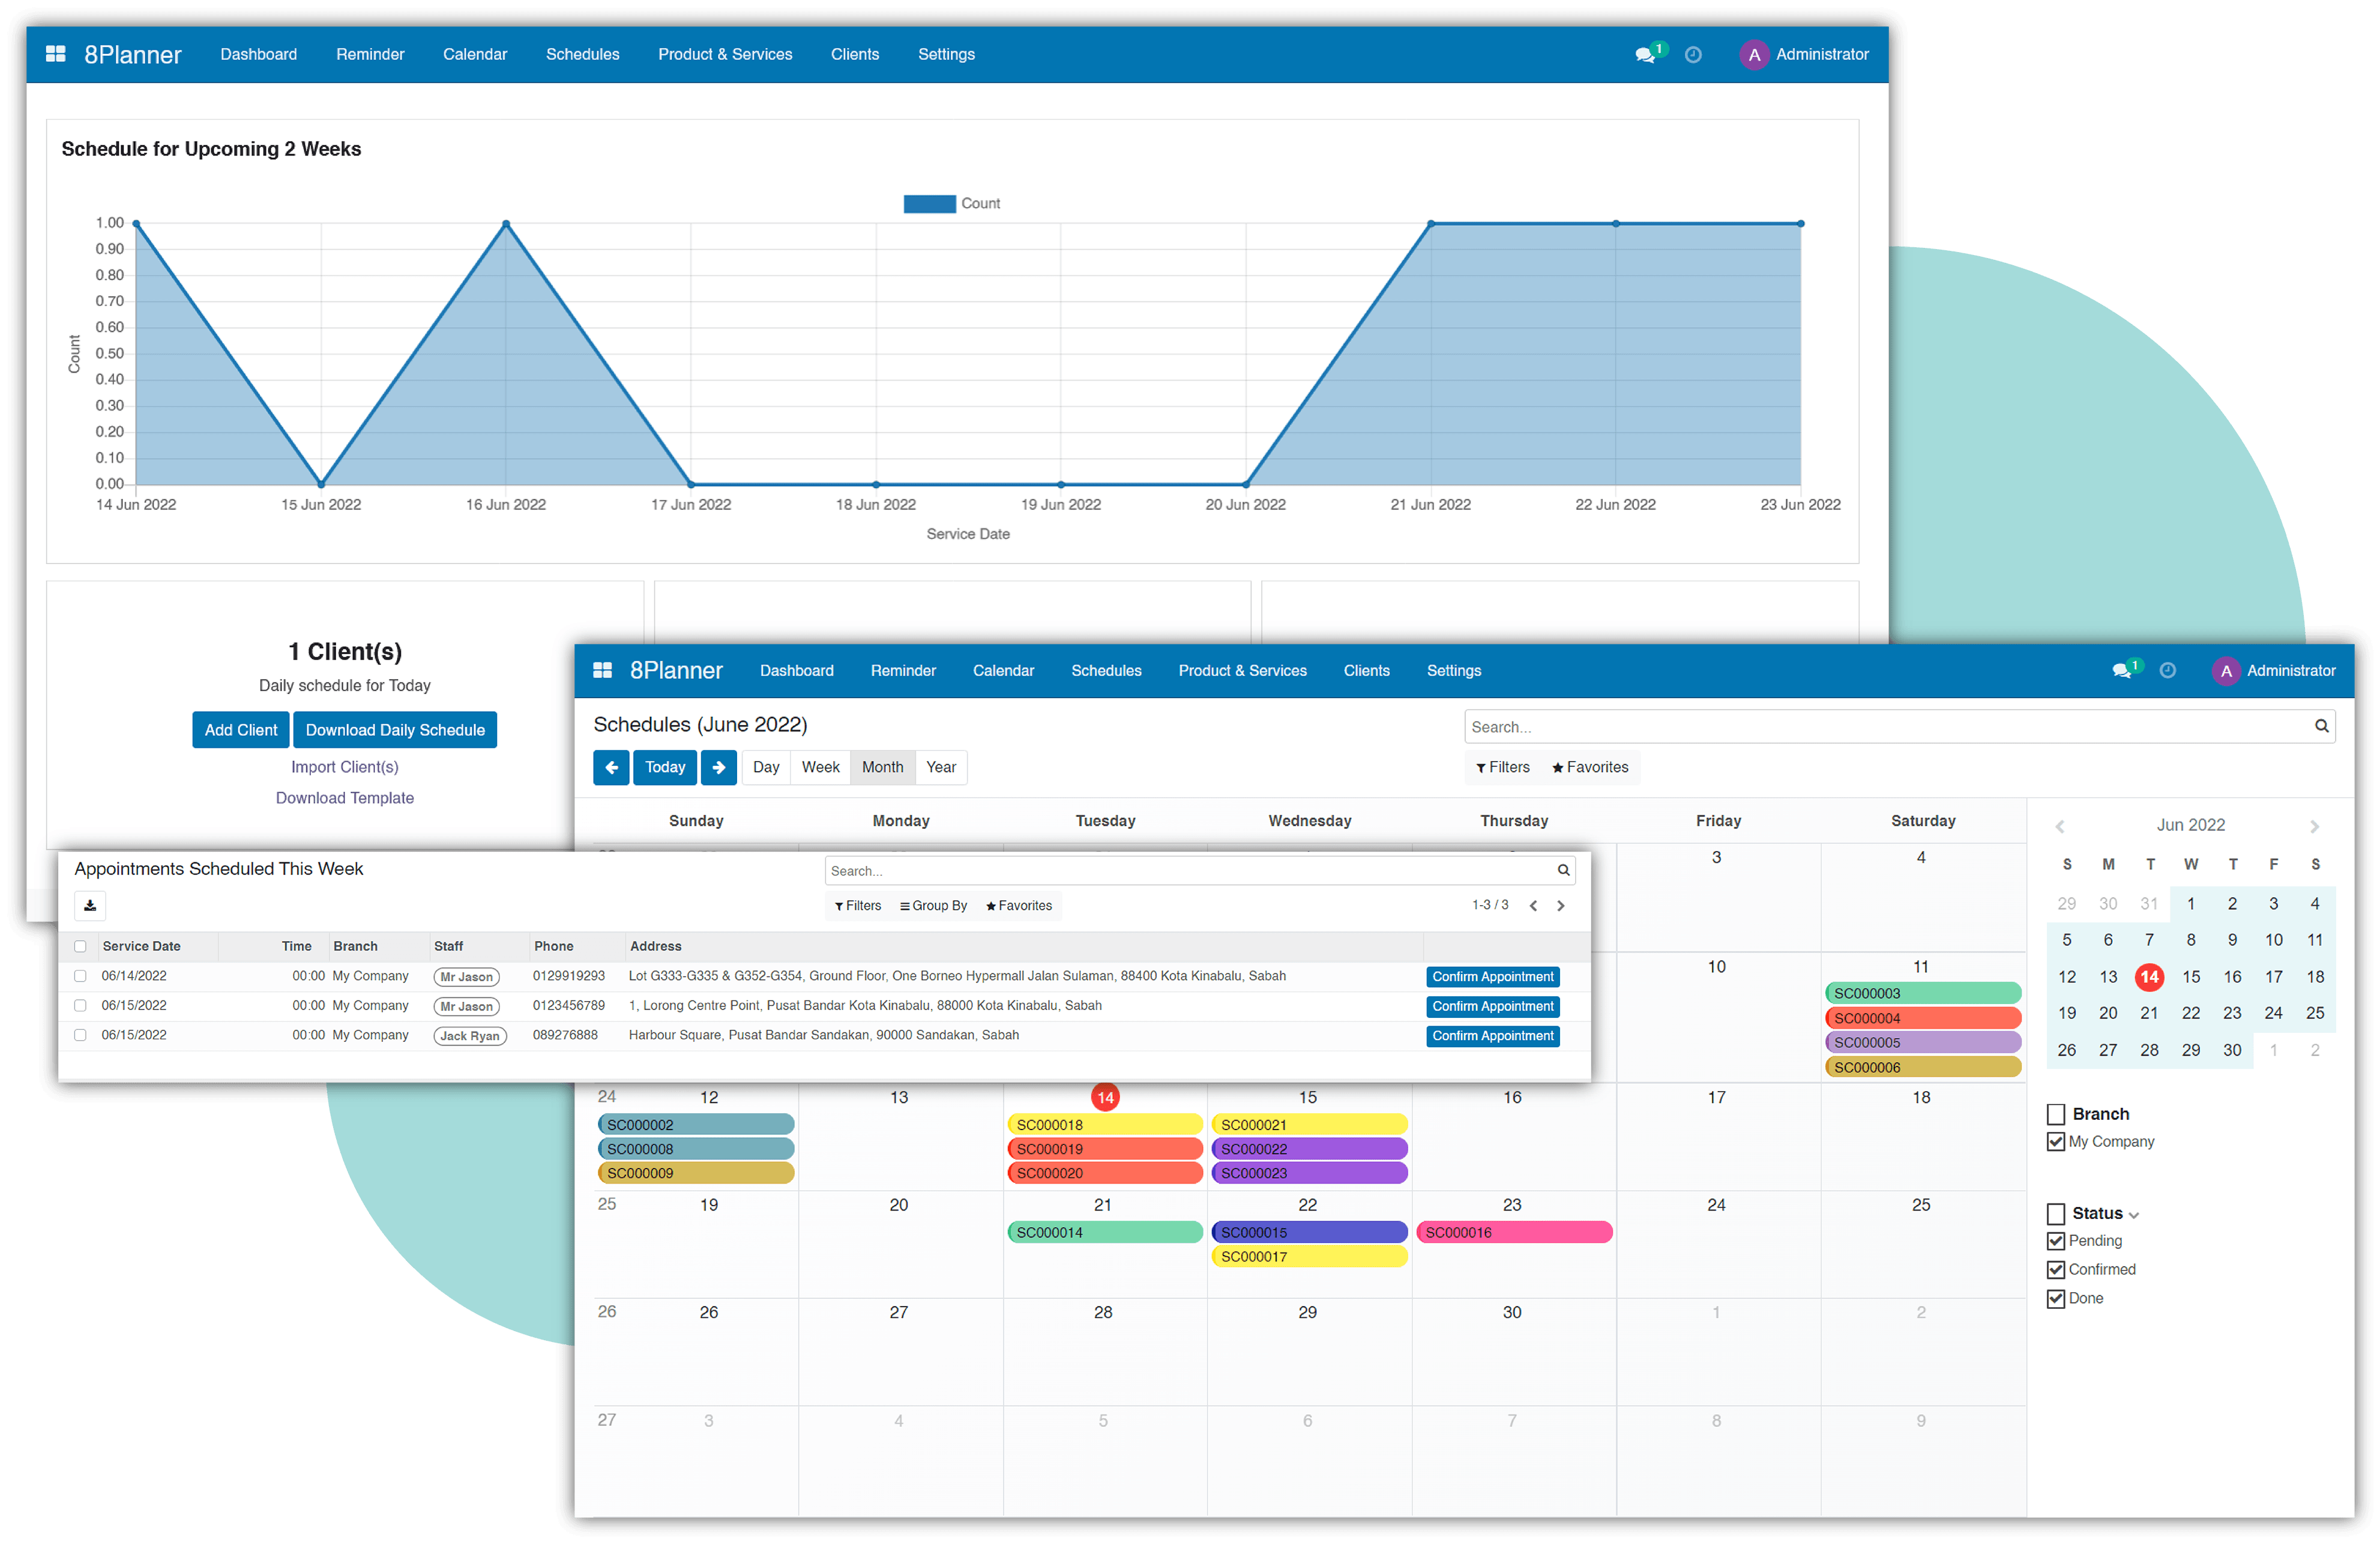 8Planner Dashboard Reminder Calendar Schedules Product & Services Clients Settings 1 A Administrator
Schedule for Upcoming 2 Weeks
Count
1.00
0.90
0.80
0.70
0.60
0.50
0.40
0.30
0.20
0.10
0.00
Count
14 Jun 2022 15 Jun 2022 16 Jun 2022 17 Jun 2022 18 Jun 2022 19 Jun 2022 20 Jun 2022 21 Jun 2022 22 Jun 2022 23 Jun 2022
Service Date
1 Client(s)
Daily schedule for Today
Add Client Download Daily Schedule
Import Client(s)
Download Template
8Planner Dashboard Reminder Calendar Schedules Product & Services Clients Settings 1 A Administrator
Schedules (June 2022) Search...
Today Day Week Month Year Filters Favorites
Sunday Monday Tuesday Wednesday Thursday Friday Saturday
3 4
10 11
SC000003
SC000004
SC000005
SC000006
Appointments Scheduled This Week Search...
Filters Group By Favorites 1-3 / 3
Service Date Time Branch Staff Phone Address
06/14/2022 00:00 My Company Mr Jason 0129919293 Lot G333-G335 & G352-G354, Ground Floor, One Borneo Hypermall Jalan Sulaman, 88400 Kota Kinabalu, Sabah Confirm Appointment
06/15/2022 00:00 My Company Mr Jason 0123456789 1, Lorong Centre Point, Pusat Bandar Kota Kinabalu, 88000 Kota Kinabalu, Sabah Confirm Appointment
06/15/2022 00:00 My Company Jack Ryan 089276888 Harbour Square, Pusat Bandar Sandakan, 90000 Sandakan, Sabah Confirm Appointment
24 12 13 14 15 16 17 18
SC000002 SC000018 SC000021
SC000008 SC000019 SC000022
SC000009 SC000020 SC000023
25 19 20 21 22 23 24 25
SC000014 SC000015 SC000016
SC000017
26 26 27 28 29 30 1 2
27 3 4 5 6 7 8 9
Jun 2022
S M T W T F S
29 30 31 1 2 3 4
5 6 7 8 9 10 11
12 13 14 15 16 17 18
19 20 21 22 23 24 25
26 27 28 29 30 1 2
Branch
My Company
Status
Pending
Confirmed
Done